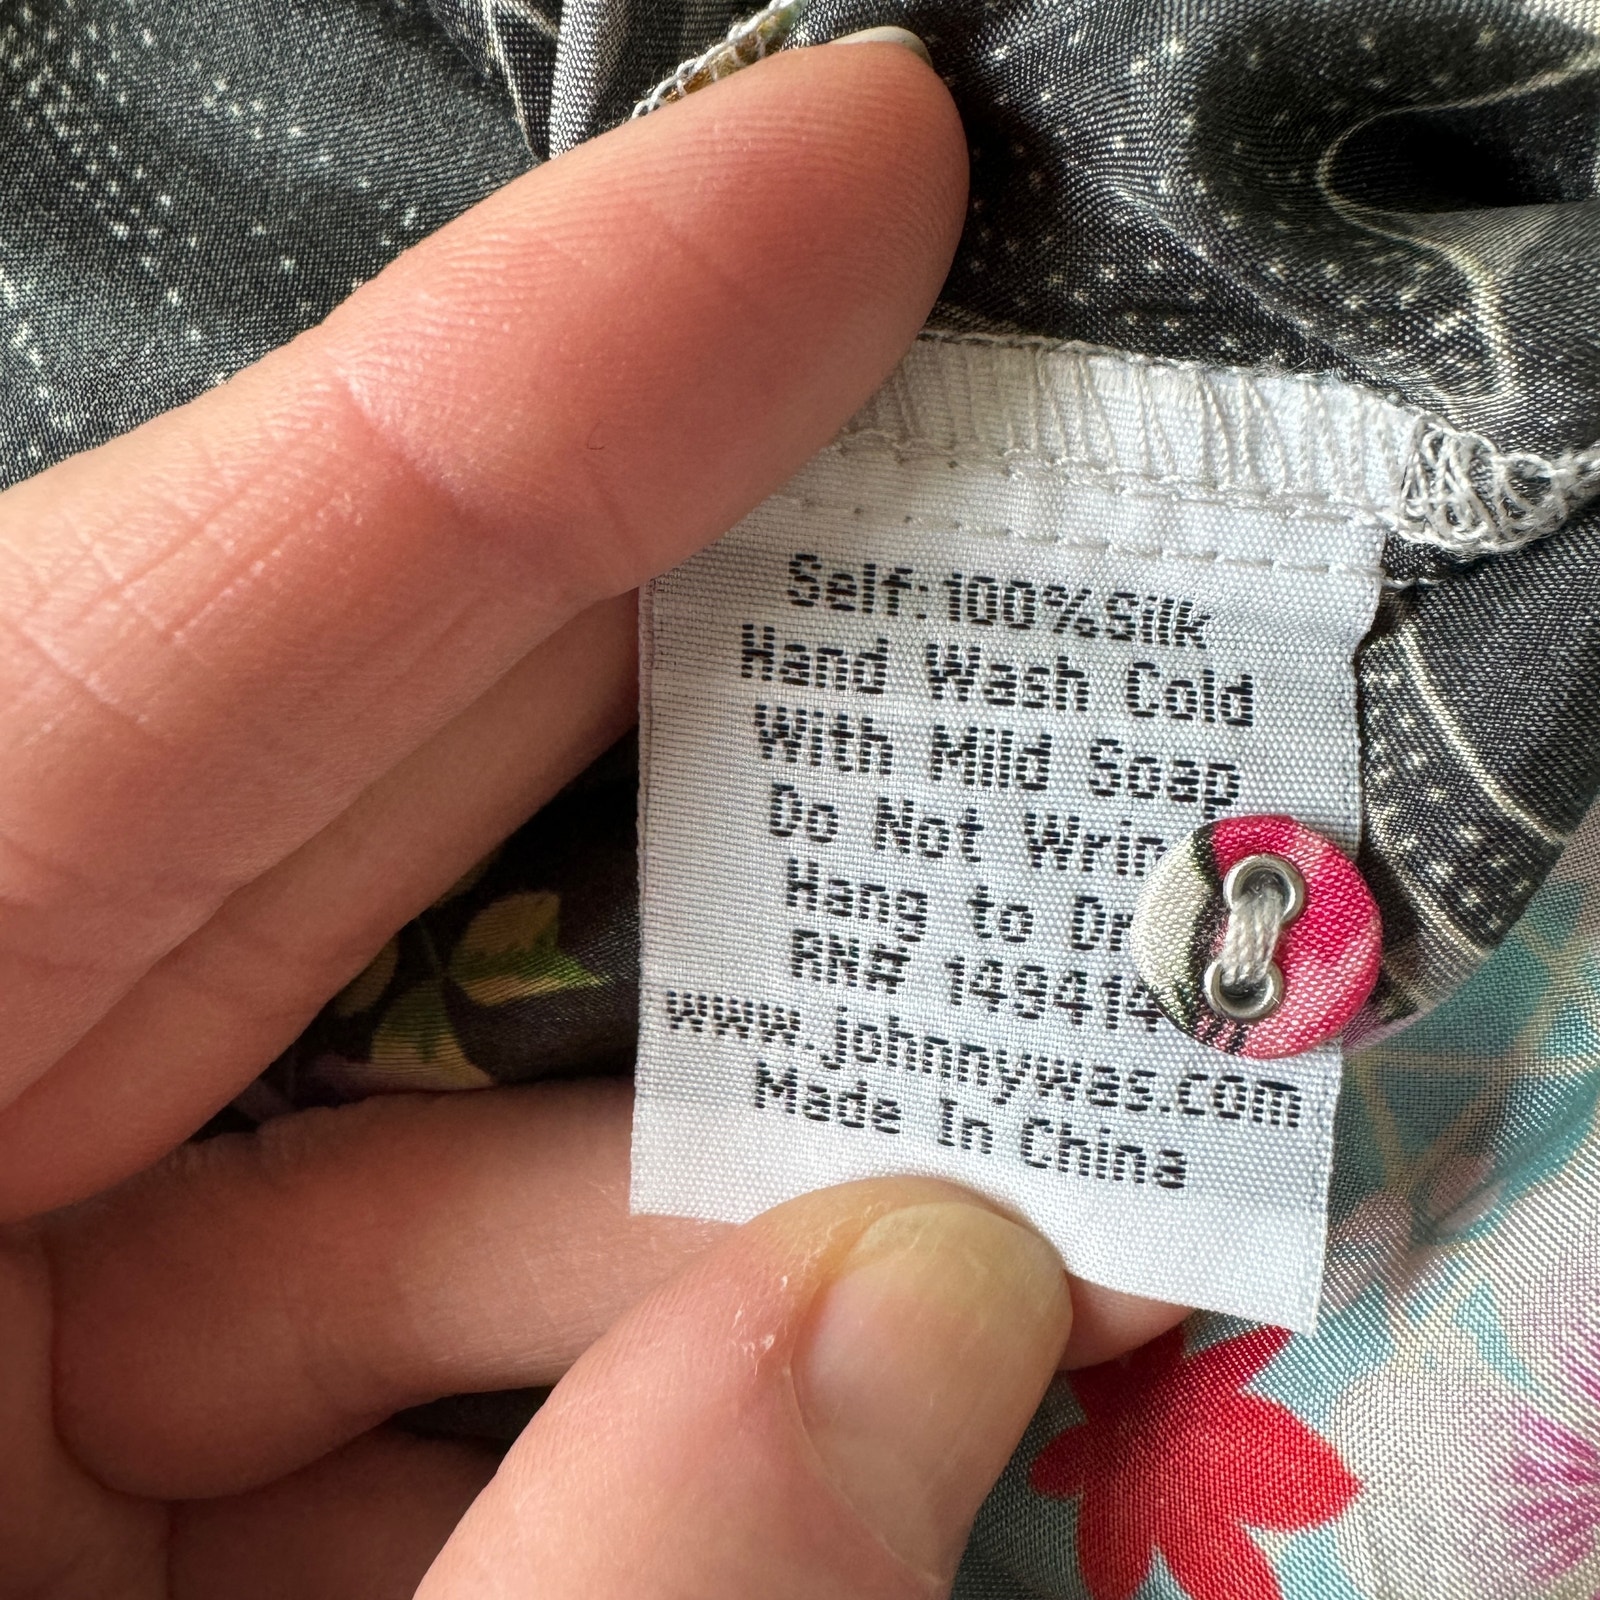 Self:100%Silk
Hand Wash Cold
With Mild Soap
Do Not
Hang to
RN# 149414
www.johnnywas.com
Made In China